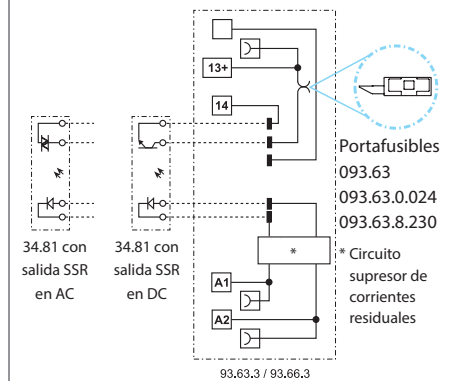 13+
14
Portafusibles
093.63
093.63.0.024
093.63.8.230
34.81 con
salida SSR
en AC
34.81 con
salida SSR
en DC
*
* Circuito
supresor de
corrientes
residuales
A1
A2
93.63.3 / 93.66.3